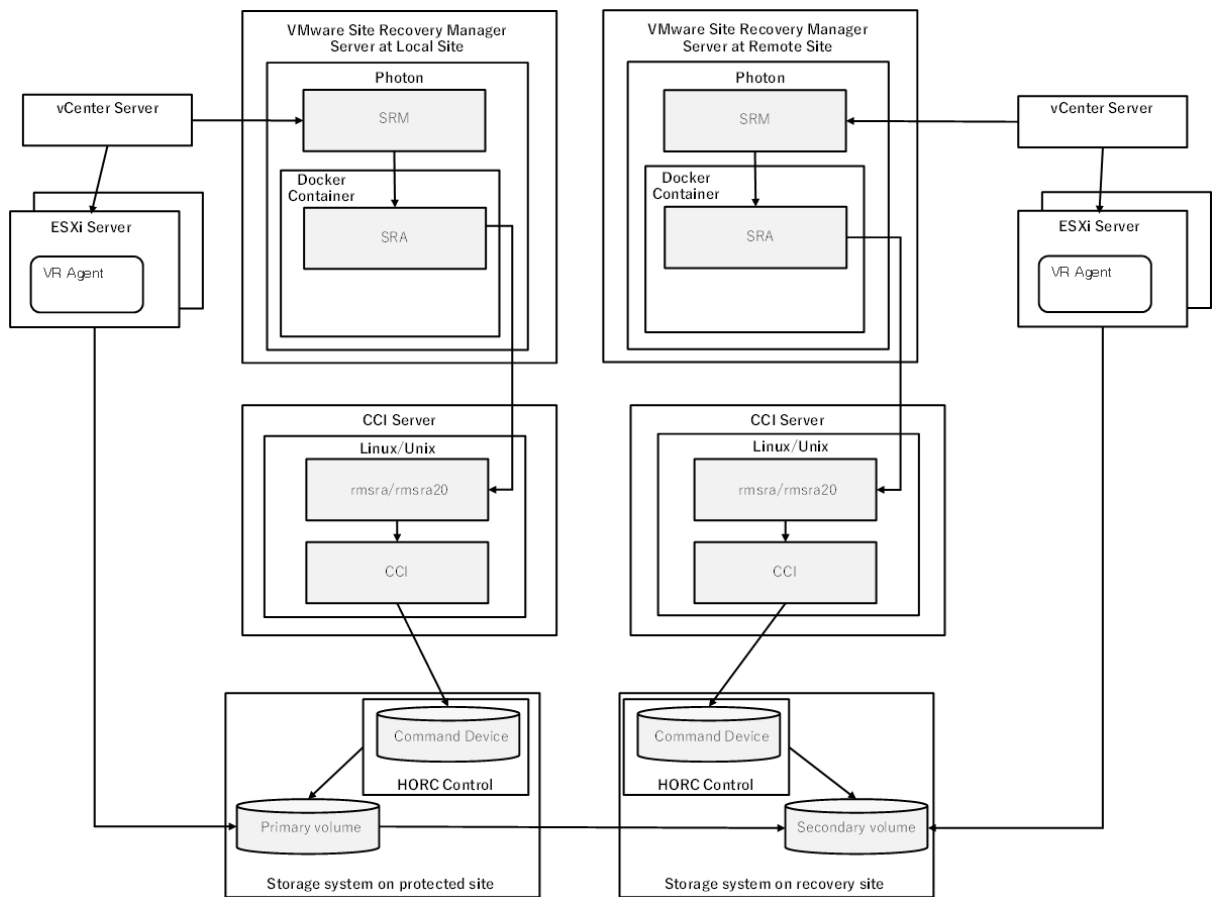 VMware Site Recovery Manager
Server at Local Site
Photon
SRM
Docker
Container
SRA
vCenter Server
ESXi Server
VR Agent
VMware Site Recovery Manager
Server at Remote Site
Photon
SRM
Docker
Container
SRA
vCenter Server
ESXi Server
VR Agent
CCI Server
Linux/Unix
rmsra/rmsra20
CCI
CCI Server
Linux/Unix
rmsra/rmsra20
CCI
Command Device
HORC Control
Primary volume
Storage system on protected site
Command Device
HORC Control
Secondary volume
Storage system on recovery site